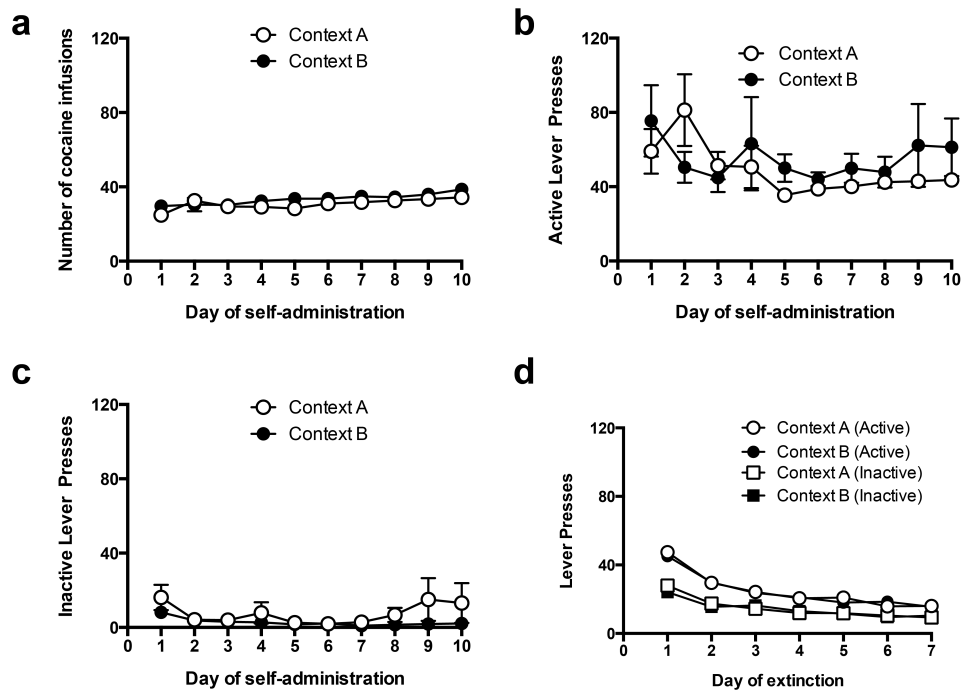 a
Number of cocaine infusions
120
80
40
0
0 1 2 3 4 5 6 7 8 9 10
Day of self-administration
Context A
Context B
b
Active Lever Presses
120
80
40
0
0 1 2 3 4 5 6 7 8 9 10
Day of self-administration
Context A
Context B
c
Inactive Lever Presses
120
80
40
0
0 1 2 3 4 5 6 7 8 9 10
Day of self-administration
Context A
Context B
d
Lever Presses
120
80
40
0
0 1 2 3 4 5 6 7
Day of extinction
Context A (Active)
Context B (Active)
Context A (Inactive)
Context B (Inactive)